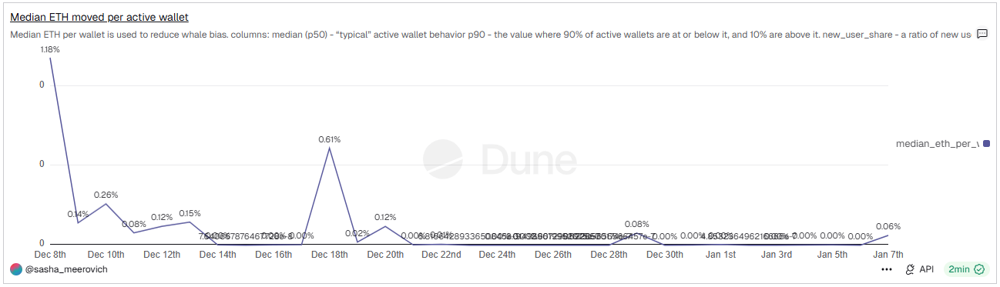 Median ETH moved per active wallet
Median ETH per wallet is used to reduce whale bias. columns: median (p50) - “typical” active wallet behavior p90 - the value where 90% of active wallets are at or below it, and 10% are above it. new_user_share - a ratio of new us
1.18%
0
0.61%
Dune
median_eth_per_
0
0.26%
0.14%
0.15%
0.12%
0.08%
0.02%
0.12%
0.01%
0.08%
0.00%
0.00%
0.00%
0.00%
0.00%
0.06%
0
Dec 8th Dec 10th Dec 12th Dec 14th Dec 16th Dec 18th Dec 20th Dec 22nd Dec 24th Dec 26th Dec 28th Dec 30th Jan 1st Jan 3rd Jan 5th Jan 7th
@sasha_meerovich
API
2min